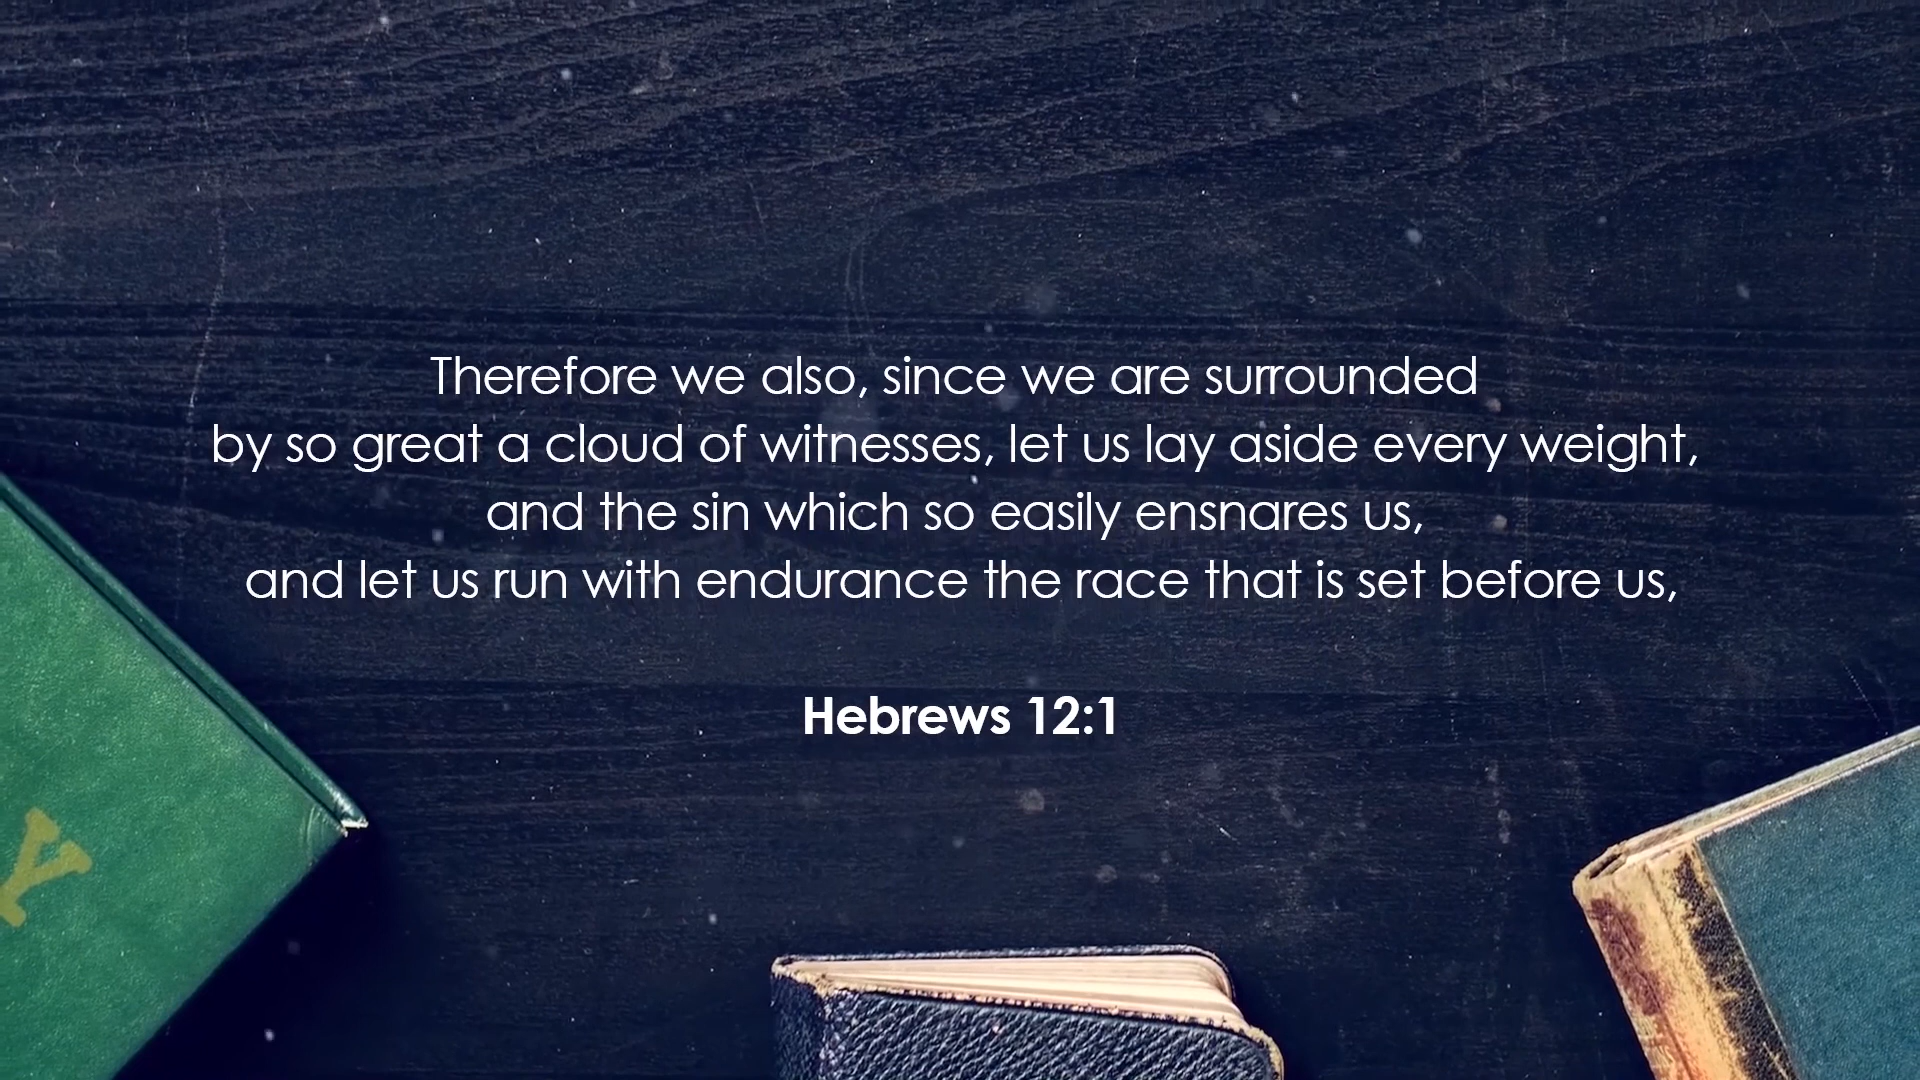 Therefore we also, since we are surrounded
by so great a cloud of witnesses, let us lay aside every weight,
and the sin which so easily ensnares us,
and let us run with endurance the race that is set before us,
Hebrews 12:1
Y